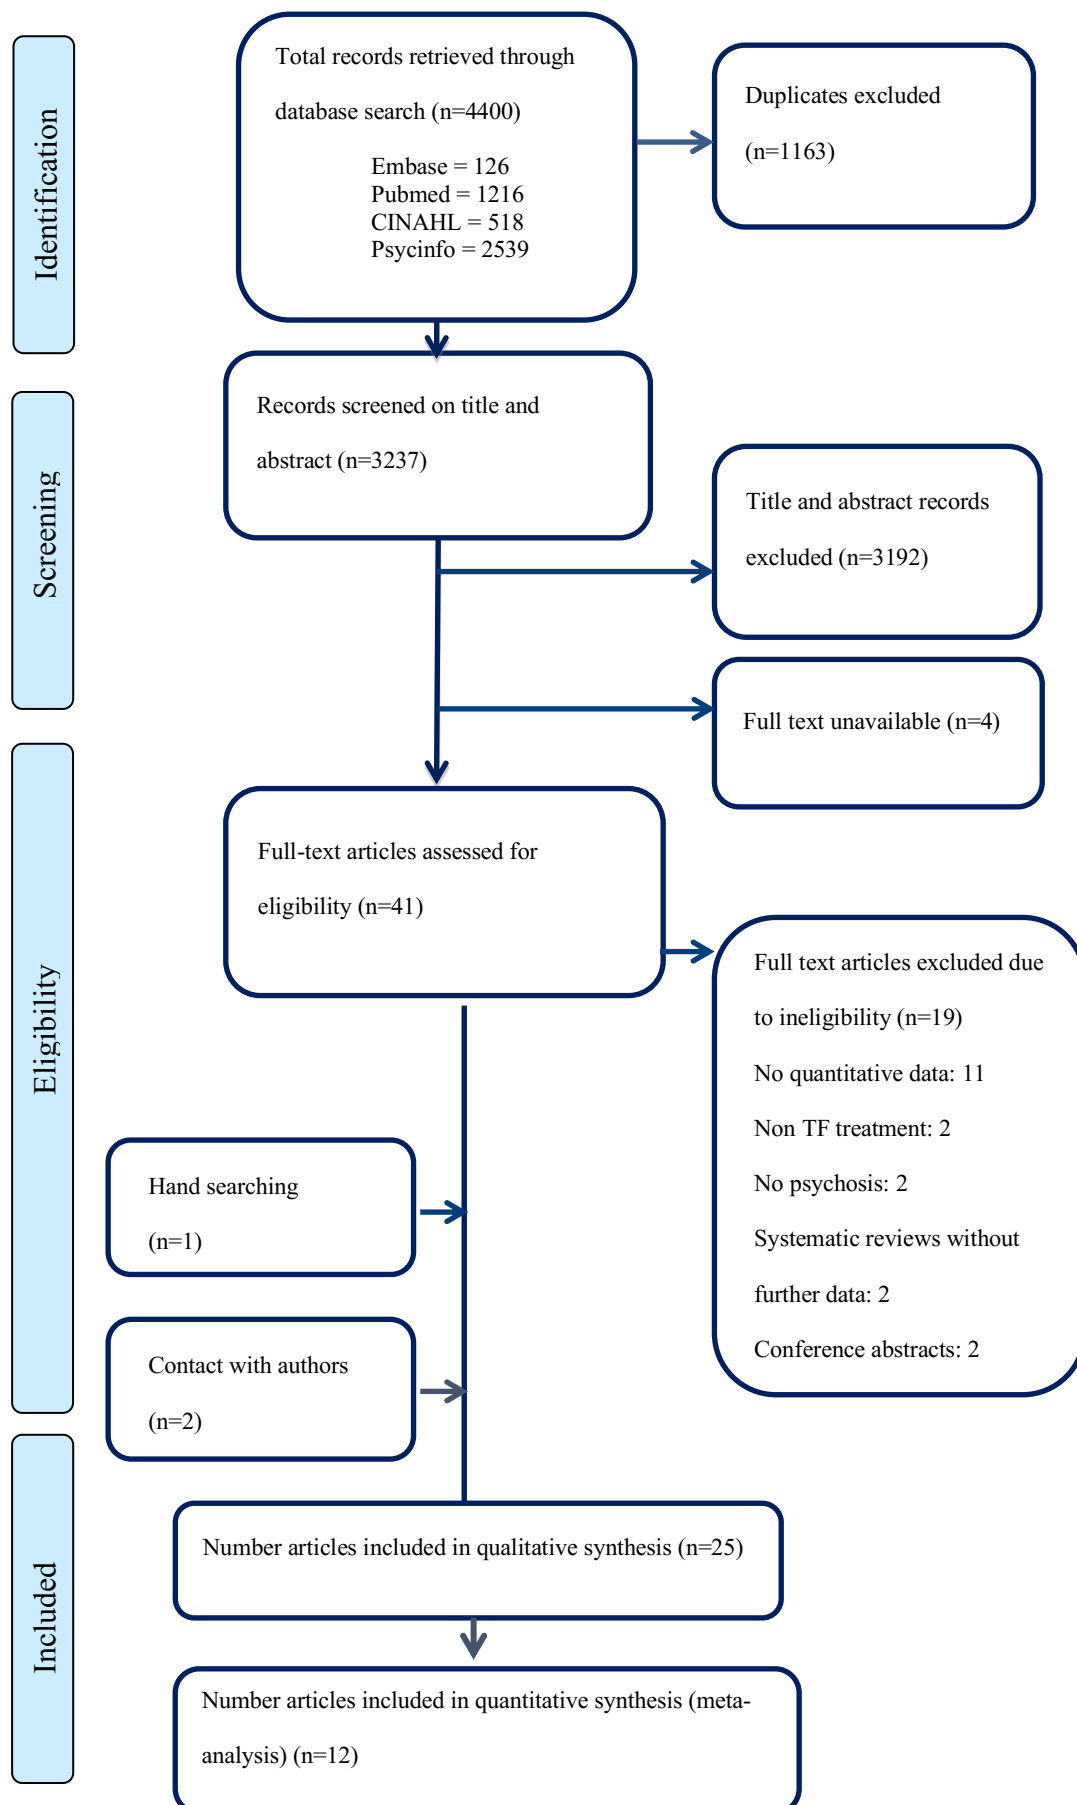 Identification
Total records retrieved through
database search (n=4400)
Embase = 126
Pubmed = 1216
CINAHL = 518
Psycinfo = 2539
Duplicates excluded
(n=1163)
Screening
Records screened on title and
abstract (n=3237)
Title and abstract records
excluded (n=3192)
Full text unavailable (n=4)
Eligibility
Full-text articles assessed for
eligibility (n=41)
Full text articles excluded due
to ineligibility (n=19)
No quantitative data: 11
Non TF treatment: 2
No psychosis: 2
Systematic reviews without
further data: 2
Conference abstracts: 2
Hand searching
(n=1)
Contact with authors
(n=2)
Included
Number articles included in qualitative synthesis (n=25)
Number articles included in quantitative synthesis (meta-
analysis) (n=12)